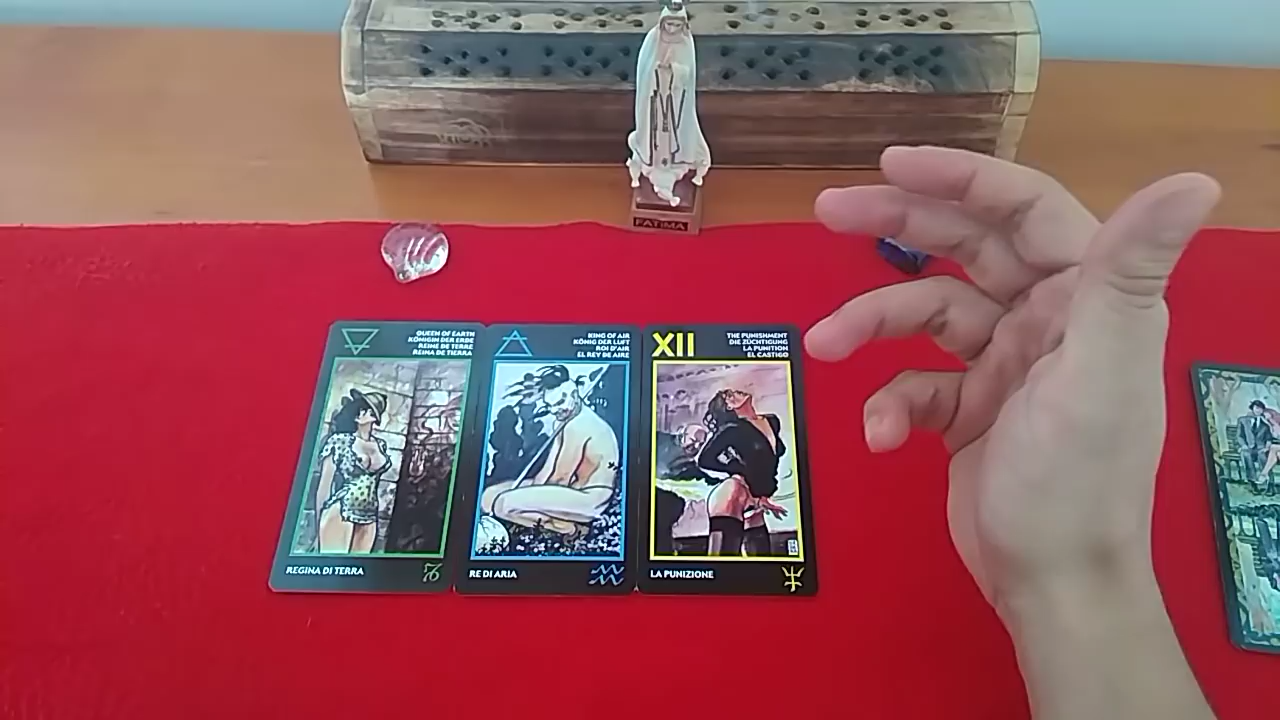 FATIMA
QUEEN OF EARTH
KÖNIGIN DER ERDE
REINE DE TERRE
REINA DE TIERRA
REGINA DI TERRA
KING OF AIR
KÖNIG DER LUFT
ROI D'AIR
EL REY DE AIRE
RE DI ARIA
XII
THE PUNISHMENT
DIE ZÜCHTIGUNG
LA PUNITION
EL CASTIGO
LA PUNIZIONE